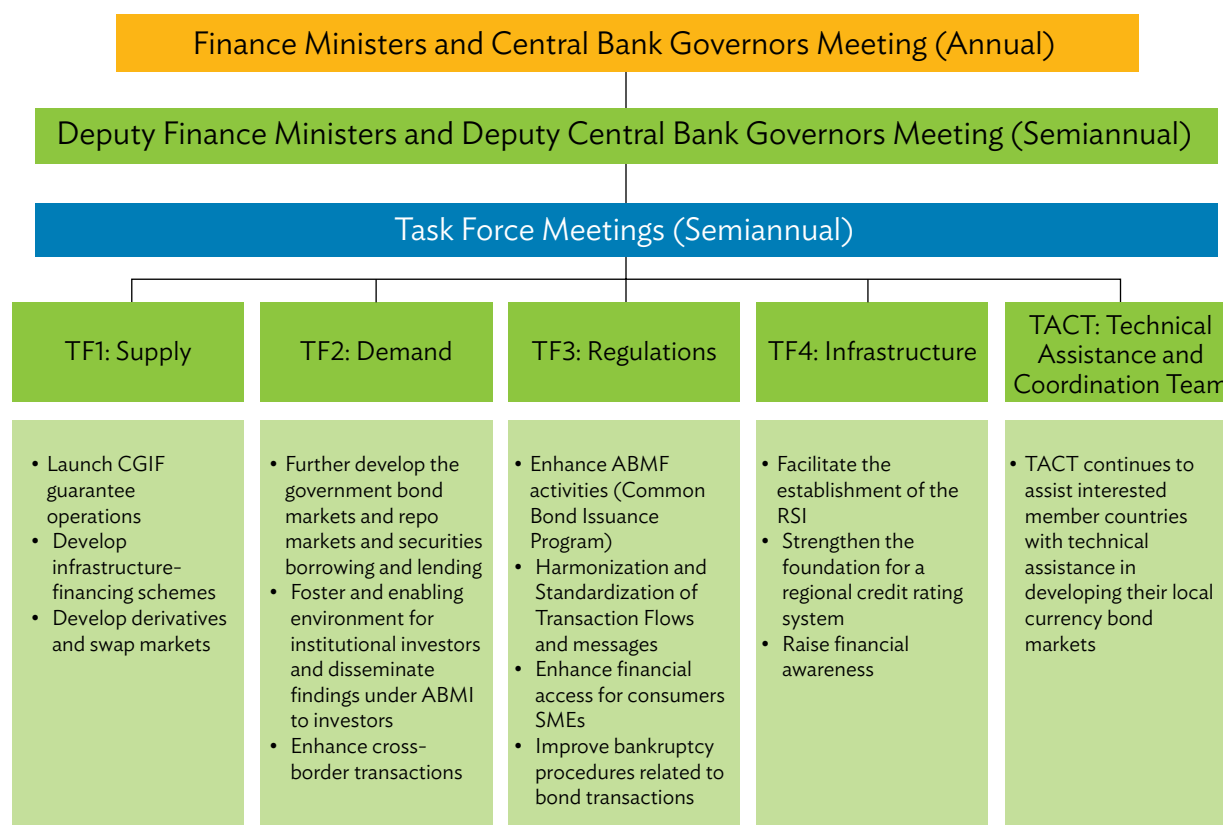 Finance Ministers and Central Bank Governors Meeting (Annual)
Deputy Finance Ministers and Deputy Central Bank Governors Meeting (Semiannual)
Task Force Meetings (Semiannual)
TF1: Supply
TF2: Demand
TF3: Regulations
TF4: Infrastructure
TACT: Technical
Assistance and
Coordination Team
• Launch CGIF
guarantee
operations
• Develop
infrastructure-
financing schemes
• Develop derivatives
and swap markets
• Further develop the
government bond
markets and repo
markets and securities
borrowing and lending
• Foster and enabling
environment for
institutional investors
and disseminate
findings under ABMI
to investors
• Enhance cross-
border transactions
• Enhance ABMF
activities (Common
Bond Issuance
Program)
• Harmonization and
Standardization of
Transaction Flows
and messages
• Enhance financial
access for consumers
SMEs
• Improve bankruptcy
procedures related to
bond transactions
• Facilitate the
establishment of the
RSI
• Strengthen the
foundation for a
regional credit rating
system
• Raise financial
awareness
• TACT continues to
assist interested
member countries
with technical
assistance in
developing their local
currency bond
markets